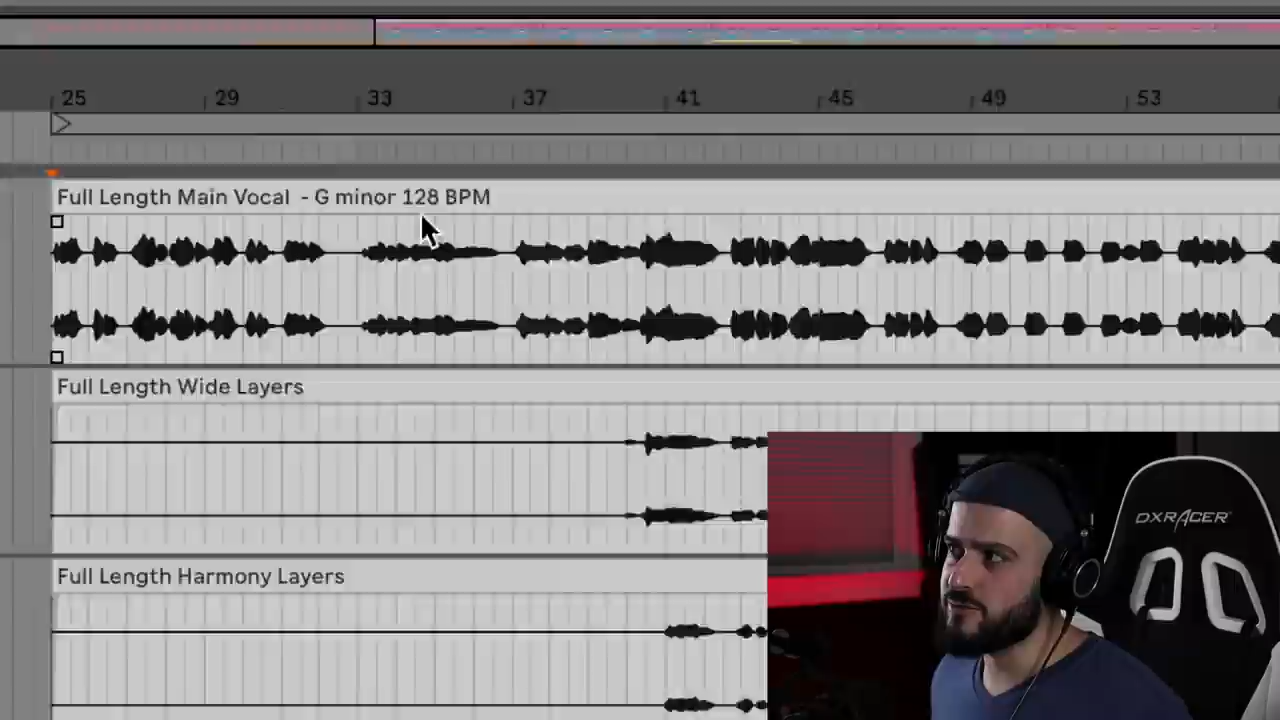 25 29 33 37 41 45 49 53
Full Length Main Vocal - G minor 128 BPM
Full Length Wide Layers
DXRACER
Full Length Harmony Layers